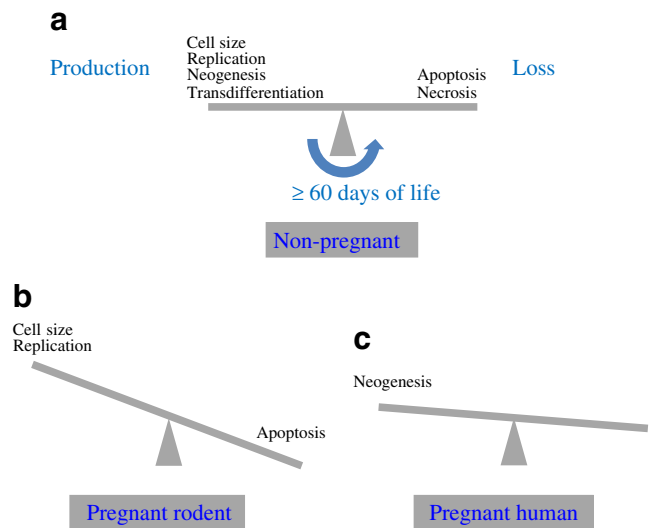 a
Production
Cell size
Replication
Neogenesis
Transdifferentiation
Apoptosis
Necrosis
Loss
≥ 60 days of life
Non-pregnant
b
Cell size
Replication
Apoptosis
Pregnant rodent
c
Neogenesis
Pregnant human